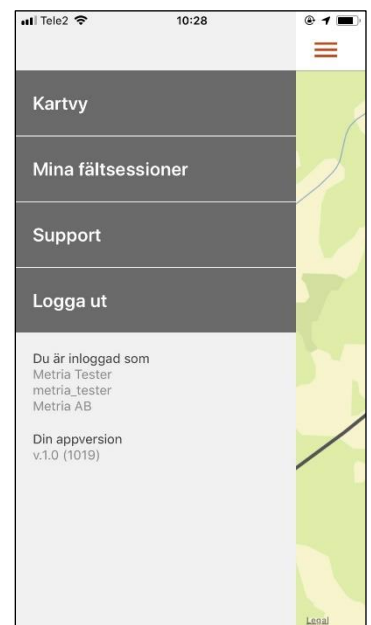 Tele2 10:28
Kartvy
Mina fältsessioner
Support
Logga ut
Du är inloggad som
Metria Tester
metria_tester
Metria AB
Din appversion
v.1.0 (1019)
Legal